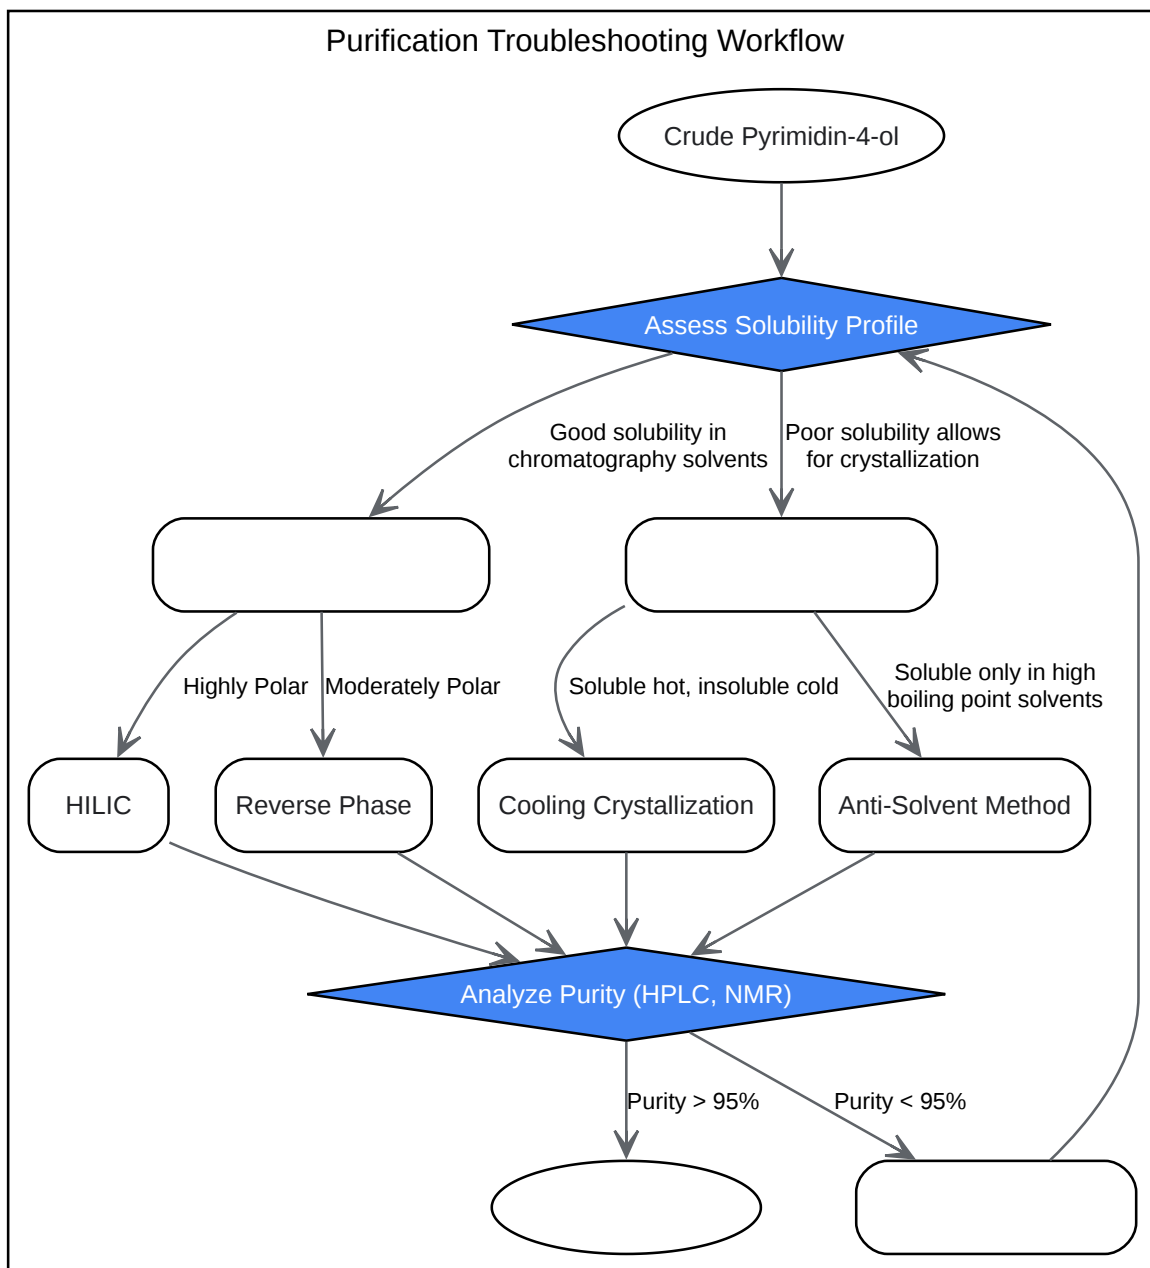 Purification Troubleshooting Workflow
Crude Pyrimidin-4-ol
Assess Solubility Profile
Good solubility in
chromatography solvents
Poor solubility allows
for crystallization
Highly Polar
Moderately Polar
Soluble hot, insoluble cold
Soluble only in high
boiling point solvents
HILIC
Reverse Phase
Cooling Crystallization
Anti-Solvent Method
Analyze Purity (HPLC, NMR)
Purity > 95%
Purity < 95%